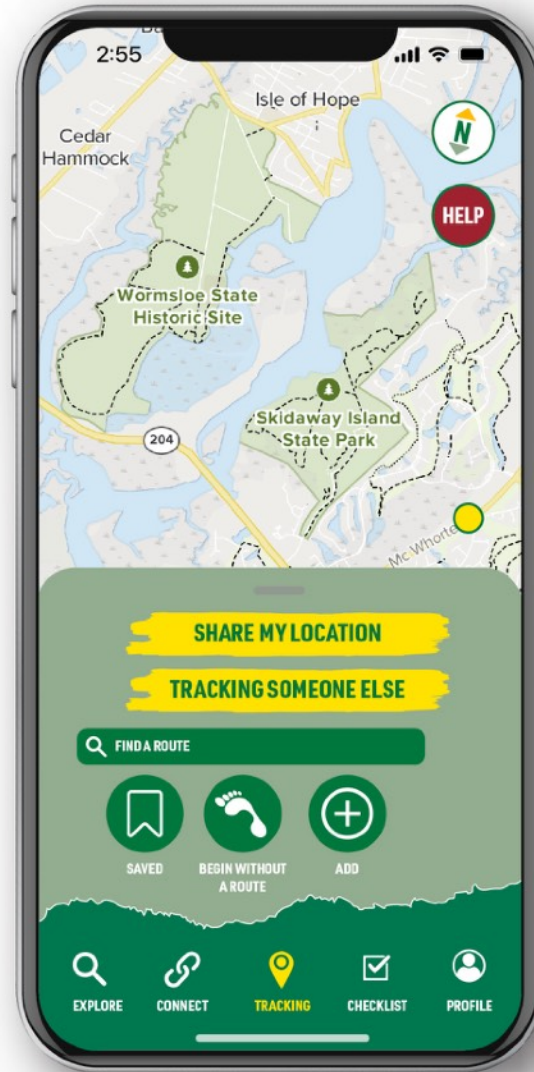 2:55
Isle of Hope
N
Cedar
Hammock
HELP
Wormsloe State
Historic Site
Skidaway Island
State Park
204
Mc Whorte
SHARE MY LOCATION
TRACKING SOMEONE ELSE
FIND A ROUTE
SAVED
BEGIN WITHOUT
A ROUTE
ADD
EXPLORE
CONNECT
TRACKING
CHECKLIST
PROFILE